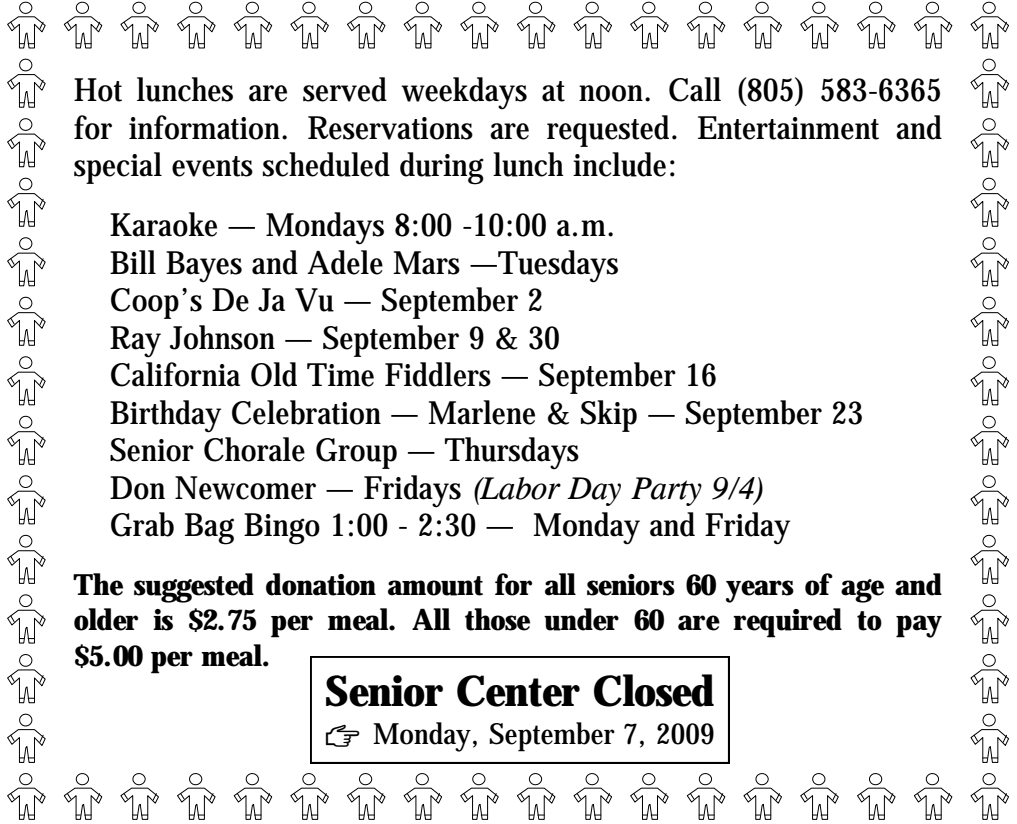 Hot lunches are served weekdays at noon. Call (805) 583-6365
for information. Reservations are requested. Entertainment and
special events scheduled during lunch include:
Karaoke — Mondays 8:00 -10:00 a.m.
Bill Bayes and Adele Mars —Tuesdays
Coop's De Ja Vu — September 2
Ray Johnson — September 9 & 30
California Old Time Fiddlers — September 16
Birthday Celebration — Marlene & Skip — September 23
Senior Chorale Group — Thursdays
Don Newcomer — Fridays (Labor Day Party 9/4)
Grab Bag Bingo 1:00 - 2:30 — Monday and Friday
The suggested donation amount for all seniors 60 years of age and
older is $2.75 per meal. All those under 60 are required to pay
$5.00 per meal.
Senior Center Closed
☞ Monday, September 7, 2009